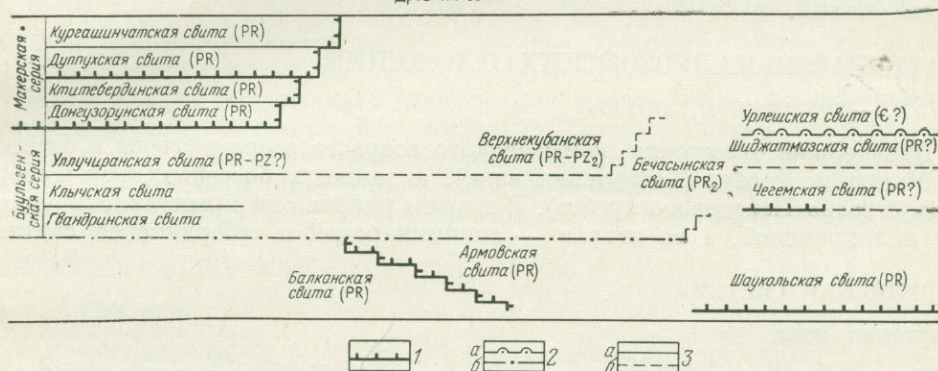 Макерская серия
Кургашинчатская свита (PR)
Дуппухская свита (PR)
Ктитебердинская свита (PR)
Донгузорунская свита (PR)
Буульген-
ская серия
Уллучиранская свита (PR-PZ?)
Клычская свита
Гвандринская свита
Верхнекубанская
свита (PR-PZ₂)
Бечасынская
свита (PR₂)
Урлешская свита (Є ?)
Шиджатмазская свита (PR?)
Чегемская свита (PR?)
Балканская
свита (PR)
Армовская
свита (PR)
Шаукольская свита (PR)
1
а
б
2
а
б
3